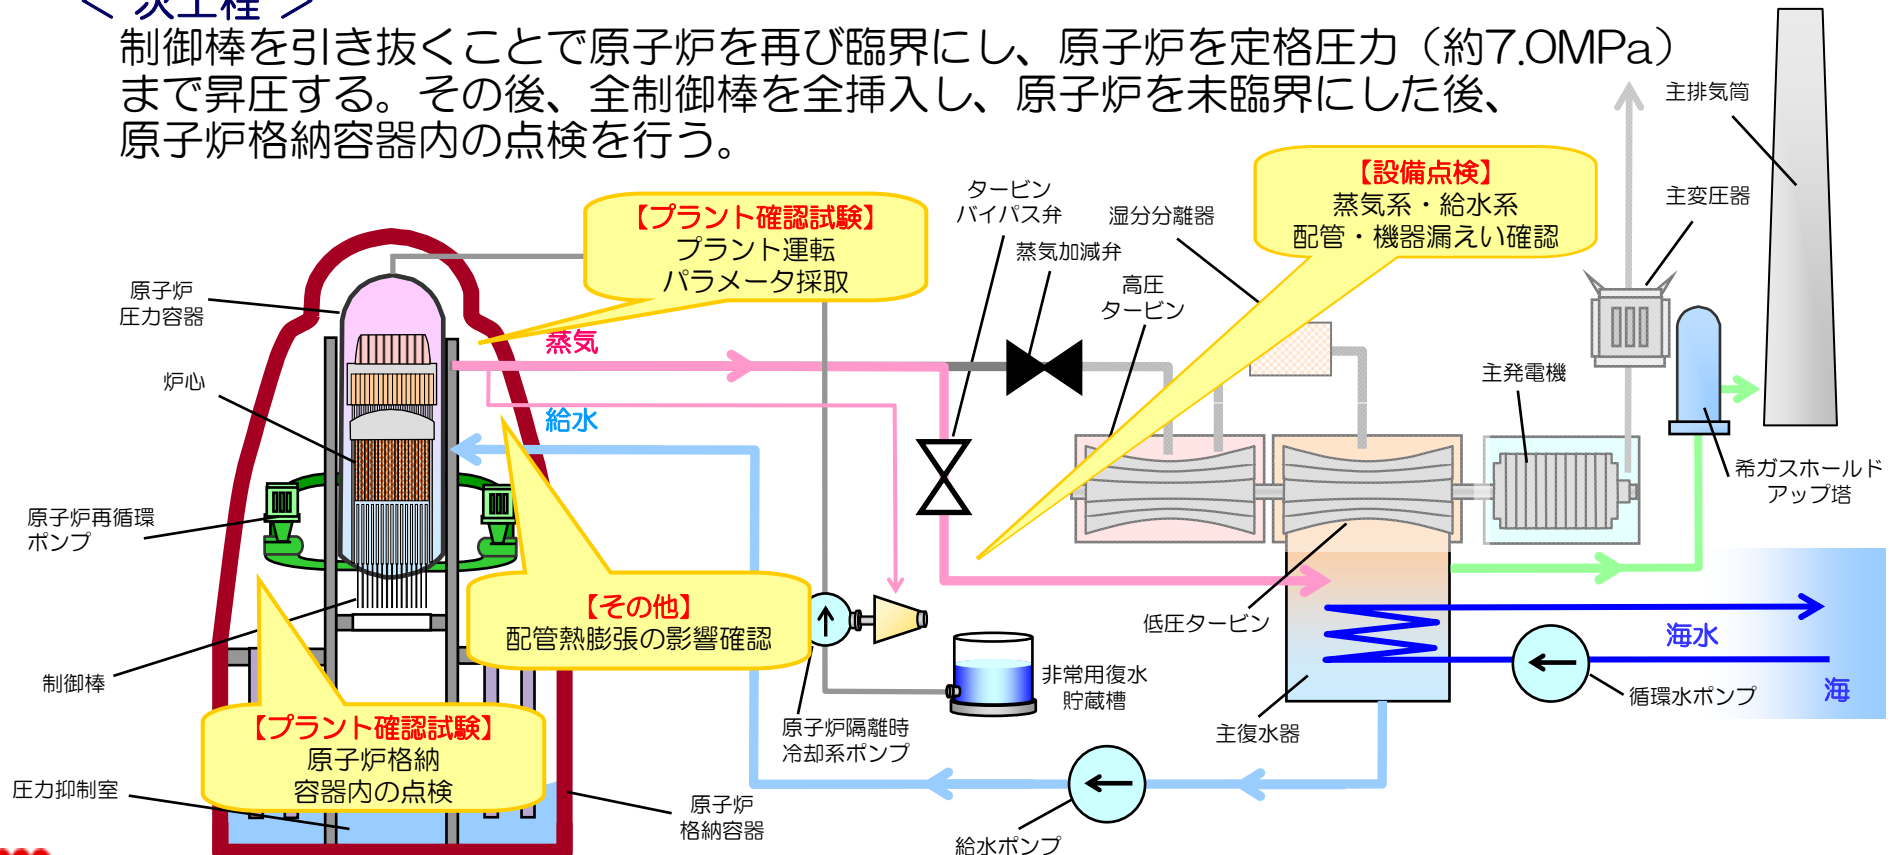 ＜ 次工程 ＞
制御棒を引き抜くことで原子炉を再び臨界にし、原子炉を定格圧力（約7.0MPa）
まで昇圧する。その後、全制御棒を全挿入し、原子炉を未臨界にした後、
原子炉格納容器内の点検を行う。
主排気筒
【プラント確認試験】
プラント運転
パラメータ採取
タービン
バイパス弁
蒸気加減弁
湿分分離器
高圧
タービン
【設備点検】
蒸気系・給水系
配管・機器漏えい確認
主変圧器
原子炉
圧力容器
蒸気
炉心
給水
主発電機
希ガスホールド
アップ塔
原子炉再循環
ポンプ
【その他】
配管熱膨張の影響確認
低圧タービン
海水
海
制御棒
非常用復水
貯蔵槽
循環水ポンプ
【プラント確認試験】
原子炉格納
容器内の点検
原子炉隔離時
冷却系ポンプ
主復水器
圧力抑制室
原子炉
格納容器
給水ポンプ